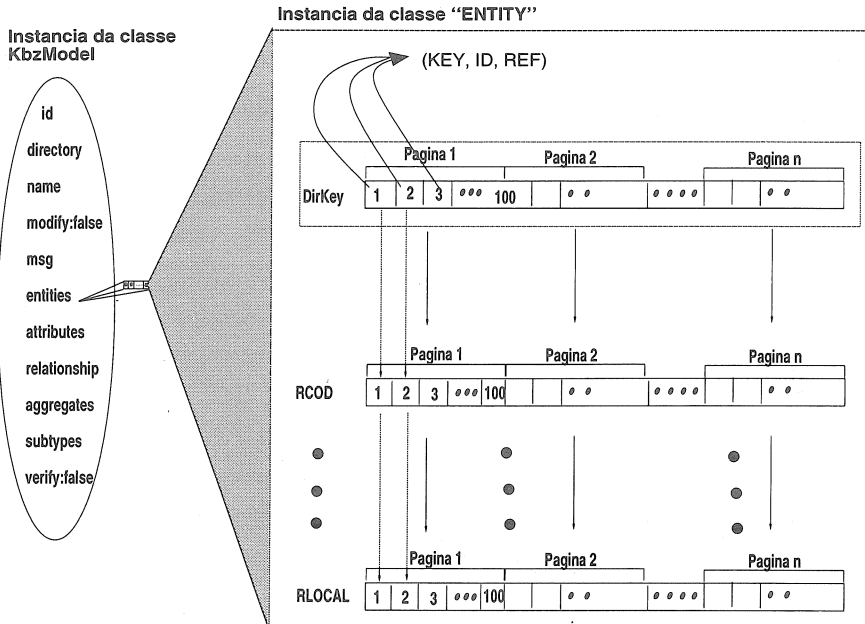 Instancia da classe
KbzModel
id
directory
name
modify:false
msg
entities
attributes
relationship
aggregates
subtypes
verify:false
Instancia da classe “ENTITY”
(KEY, ID, REF)
Pagina 1 Pagina 2 Pagina n
DirKey 1 2 3 100
Pagina 1 Pagina 2 Pagina n
RCOD 1 2 3 100
Pagina 1 Pagina 2 Pagina n
RLOCAL 1 2 3 100